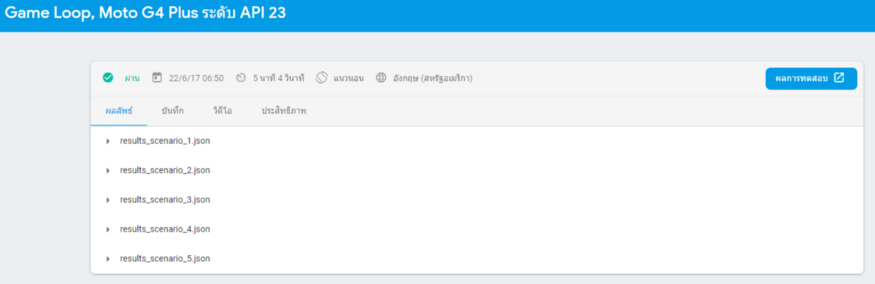 Game Loop, Moto G4 Plus ระดับ API 23
ผ่าน 22/6/17 06:50 5 นาที 4 วินาที แนวนอน อังกฤษ (สหรัฐอเมริกา) ผลการทดสอบ
ผลลัพธ์ บันทึก วิดีโอ ประสิทธิภาพ
results_scenario_1.json
results_scenario_2.json
results_scenario_3.json
results_scenario_4.json
results_scenario_5.json